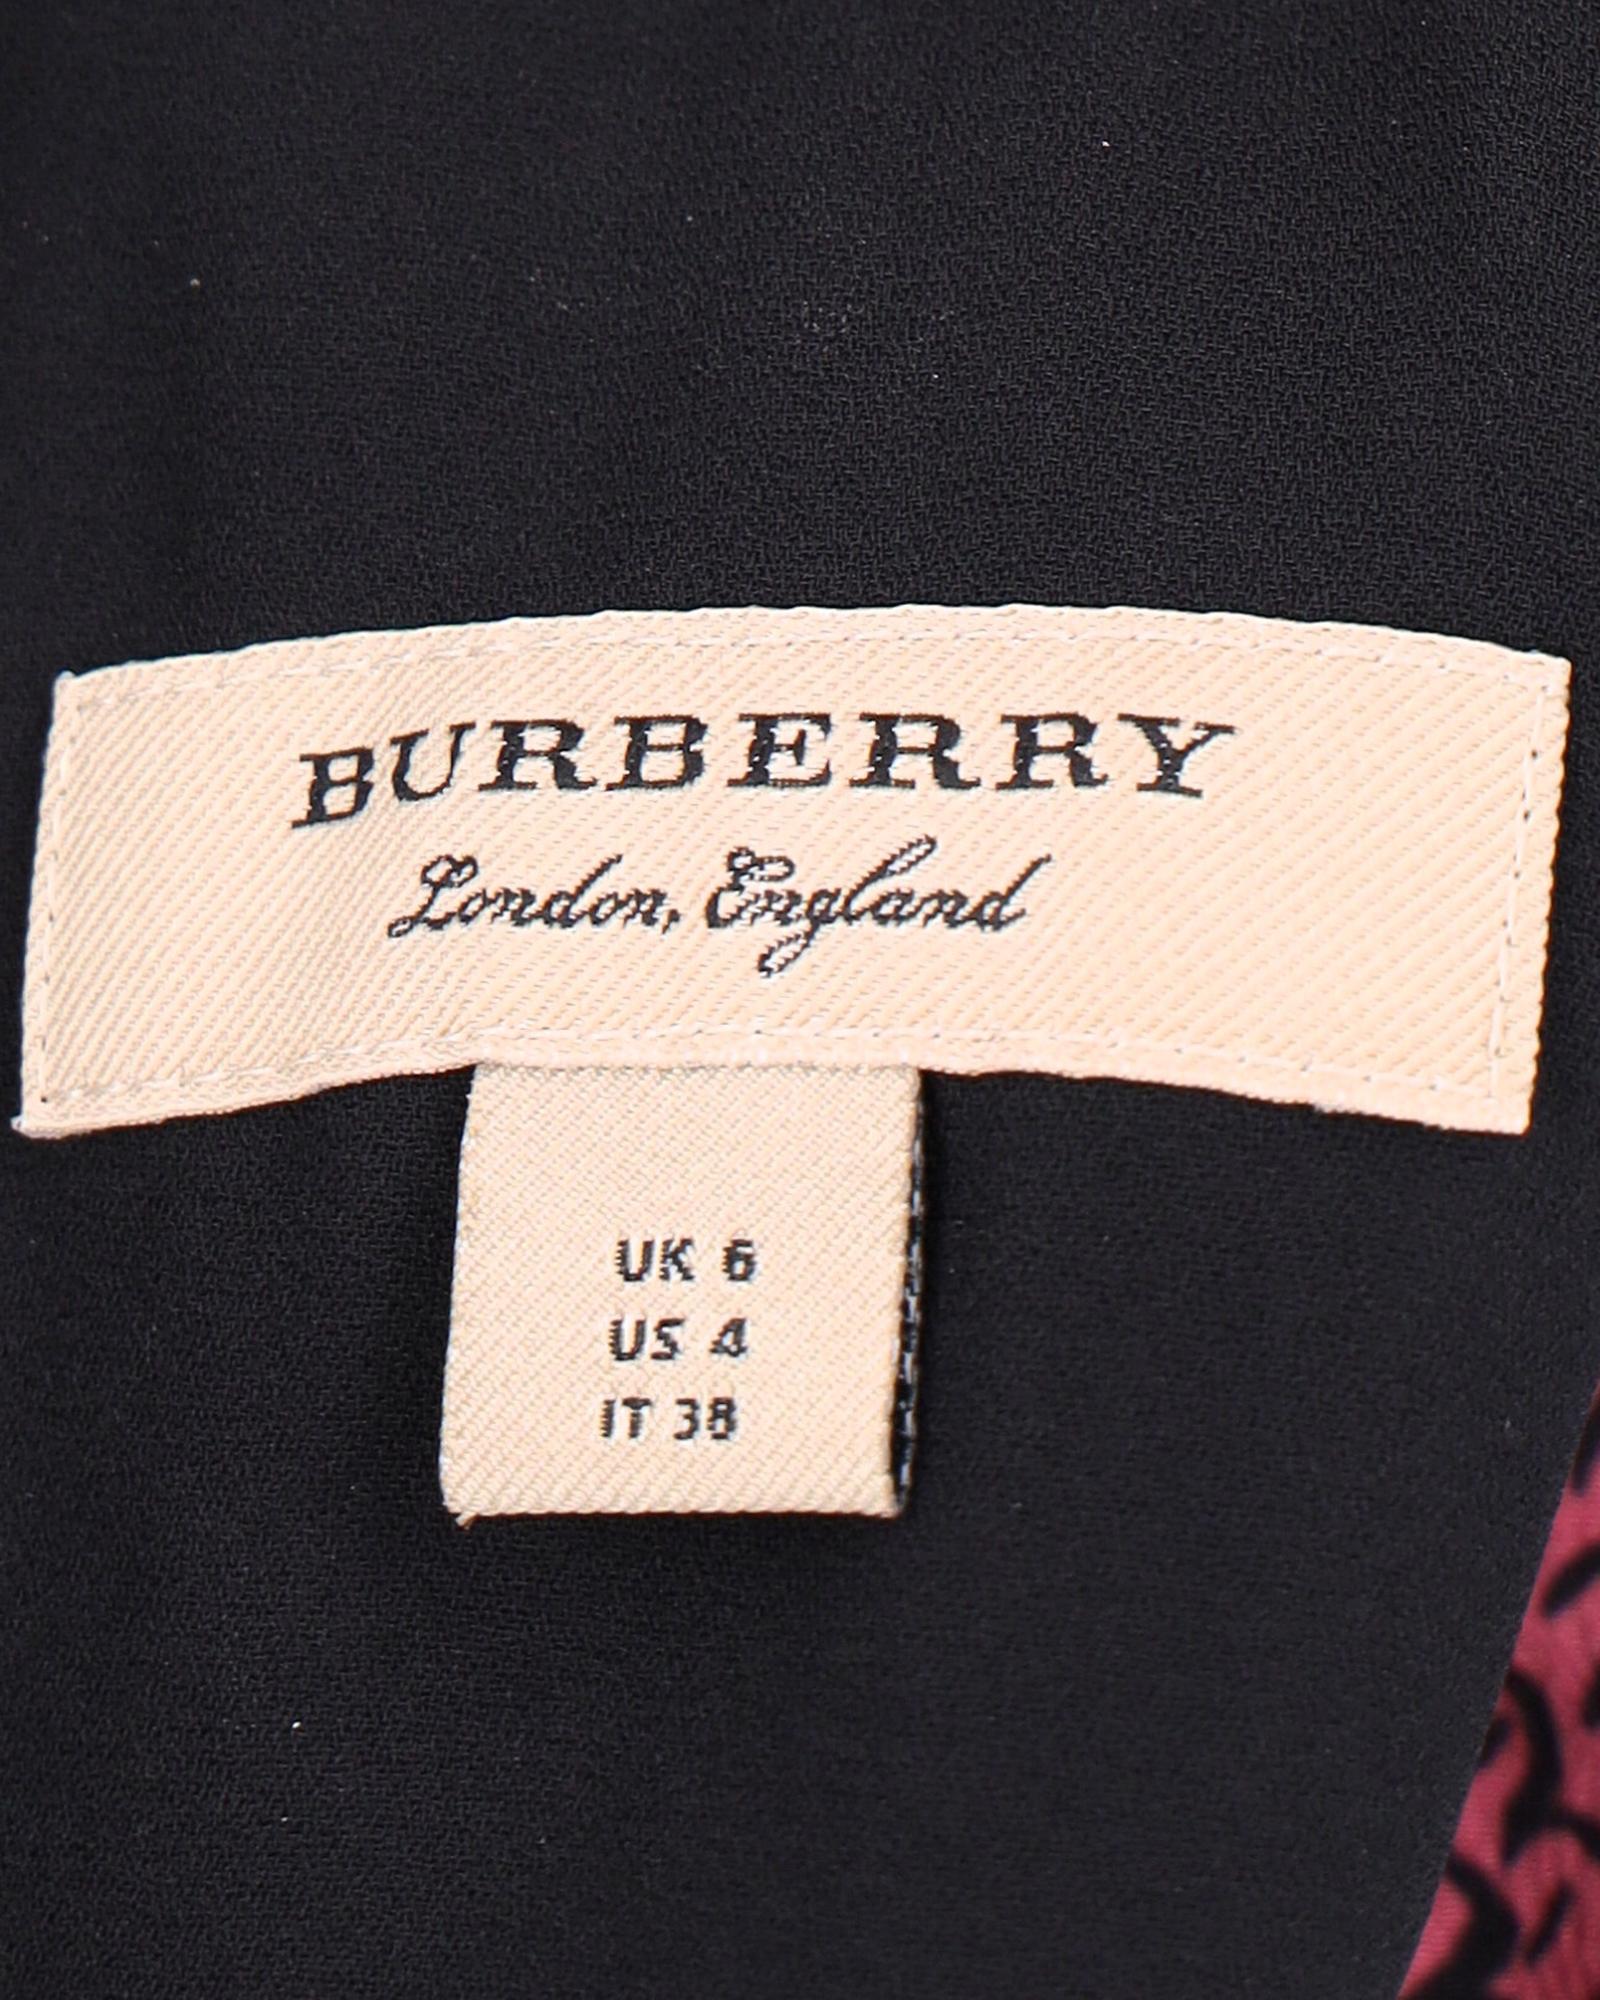 BURBERRY
London, England
UK 6
US 4
IT 38